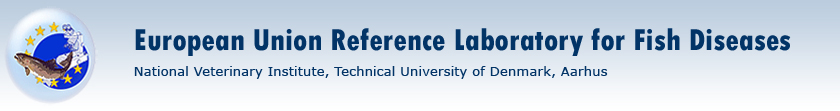 European Union Reference Laboratory for Fish Diseases
National Veterinary Institute, Technical University of Denmark, Aarhus